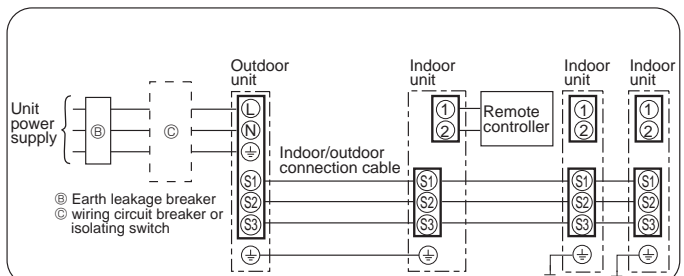 Outdoor
unit
Indoor
unit
Indoor
unit
Indoor
unit
Unit
power
supply
Ⓑ
Ⓒ
L
N
S1
S2
S3
Indoor/outdoor
connection cable
1
2
Remote
controller
S1
S2
S3
1
2
S1
S2
S3
1
2
S1
S2
S3
Ⓑ Earth leakage breaker
Ⓒ wiring circuit breaker or
isolating switch